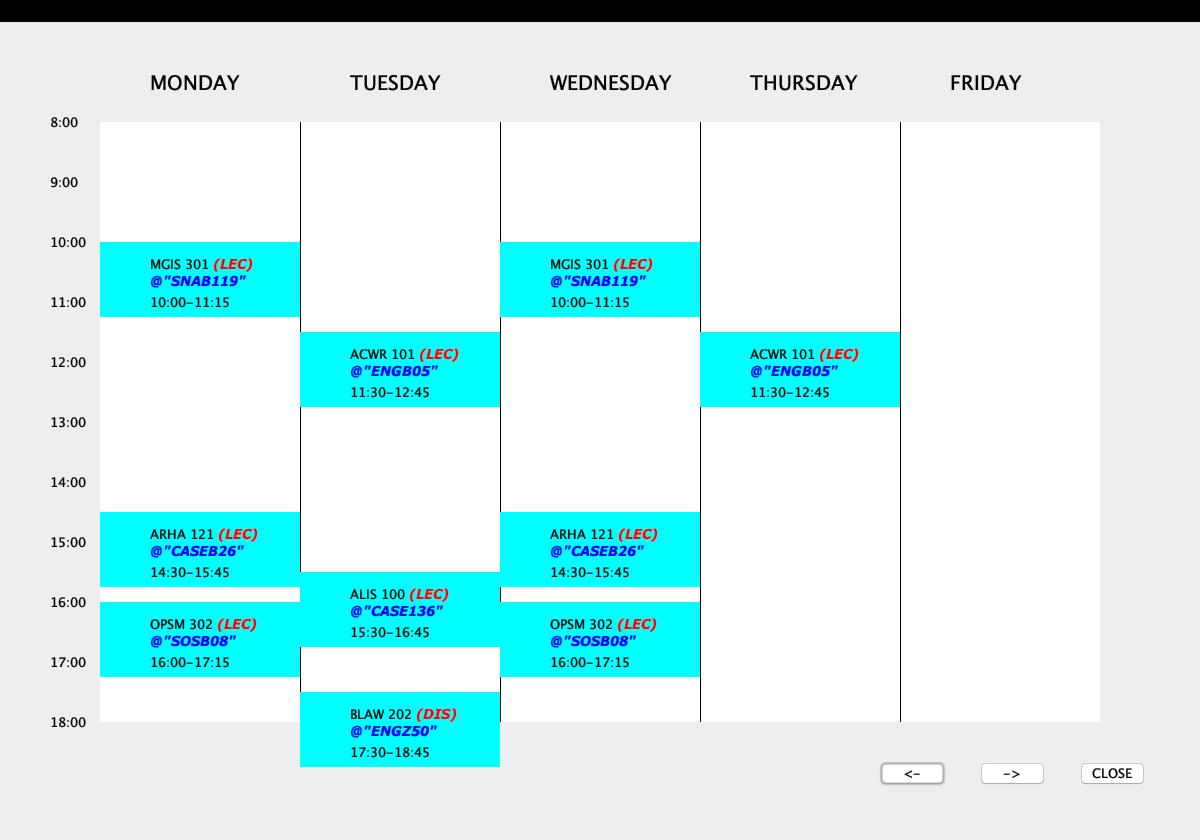 MONDAY TUESDAY WEDNESDAY THURSDAY FRIDAY
8:00
9:00
10:00
MGIS 301 (LEC)
@"SNAB119"
10:00-11:15
MGIS 301 (LEC)
@"SNAB119"
10:00-11:15
11:00
ACWR 101 (LEC)
@"ENGB05"
11:30-12:45
ACWR 101 (LEC)
@"ENGB05"
11:30-12:45
12:00
13:00
14:00
ARHA 121 (LEC)
@"CASEB26"
14:30-15:45
ARHA 121 (LEC)
@"CASEB26"
14:30-15:45
15:00
ALIS 100 (LEC)
@"CASE136"
15:30-16:45
16:00
OPSM 302 (LEC)
@"SOSB08"
16:00-17:15
OPSM 302 (LEC)
@"SOSB08"
16:00-17:15
17:00
BLAW 202 (DIS)
@"ENGZ50"
17:30-18:45
18:00
<- -> CLOSE